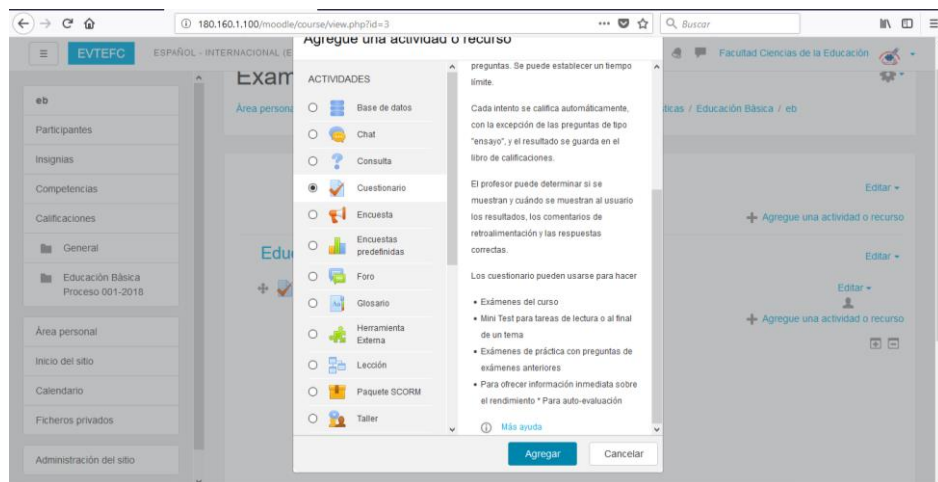 180.160.1.100/moodle/course/view.php?id=3
Buscar
EVTEFC
ESPAÑOL - INTERNACIONAL (E
Facultad Ciencias de la Educación
Agregue una actividad o recurso
eb
Participantes
Insignias
Competencias
Calificaciones
General
Educación Básica
Proceso 001-2018
Área personal
Inicio del sitio
Calendario
Ficheros privados
Administración del sitio
Exam
Área persona
ticas / Educación Básica / eb
Edu
ACTIVIDADES
Base de datos
Chat
Consulta
Cuestionario
Encuesta
Encuestas
predefinidas
Foro
Glosario
Herramienta
Externa
Lección
Paquete SCORM
Taller
preguntas. Se puede establecer un tiempo
límite.
Cada intento se califica automáticamente,
con la excepción de las preguntas de tipo
"ensayo", y el resultado se guarda en el
libro de calificaciones.
El profesor puede determinar si se
muestran y cuándo se muestran al usuario
los resultados, los comentarios de
retroalimentación y las respuestas
correctas.
Los cuestionario pueden usarse para hacer
• Exámenes del curso
• Mini Test para tareas de lectura o al final
de un tema
• Exámenes de práctica con preguntas de
exámenes anteriores
• Para ofrecer información inmediata sobre
el rendimiento * Para auto-evaluación
Más ayuda
Agregar
Cancelar
Editar
Agregue una actividad o recurso
Editar
Editar
Agregue una actividad o recurso